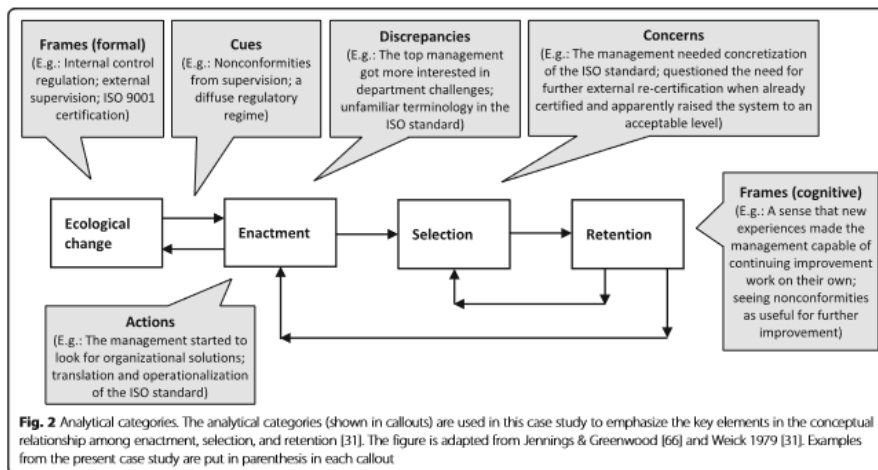 Frames (formal)
(E.g.: Internal control
regulation; external
supervision; ISO 9001
certification)
Cues
(E.g.: Nonconformities
from supervision; a
diffuse regulatory
regime)
Discrepancies
(E.g.: The top management
got more interested in
department challenges;
unfamiliar terminology in the
ISO standard)
Concerns
(E.g.: The management needed concretization
of the ISO standard; questioned the need for
further external re-certification when already
certified and apparently raised the system to an
acceptable level)
Ecological
change
Enactment
Selection
Retention
Frames (cognitive)
(E.g.: A sense that new
experiences made the
management capable of
continuing improvement
work on their own;
seeing nonconformities
as useful for further
improvement)
Actions
(E.g.: The management started to
look for organizational solutions;
translation and operationalization
of the ISO standard)
Fig. 2 Analytical categories. The analytical categories (shown in callouts) are used in this case study to emphasize the key elements in the conceptual
relationship among enactment, selection, and retention [31]. The figure is adapted from Jennings & Greenwood [66] and Weick 1979 [31]. Examples
from the present case study are put in parenthesis in each callout